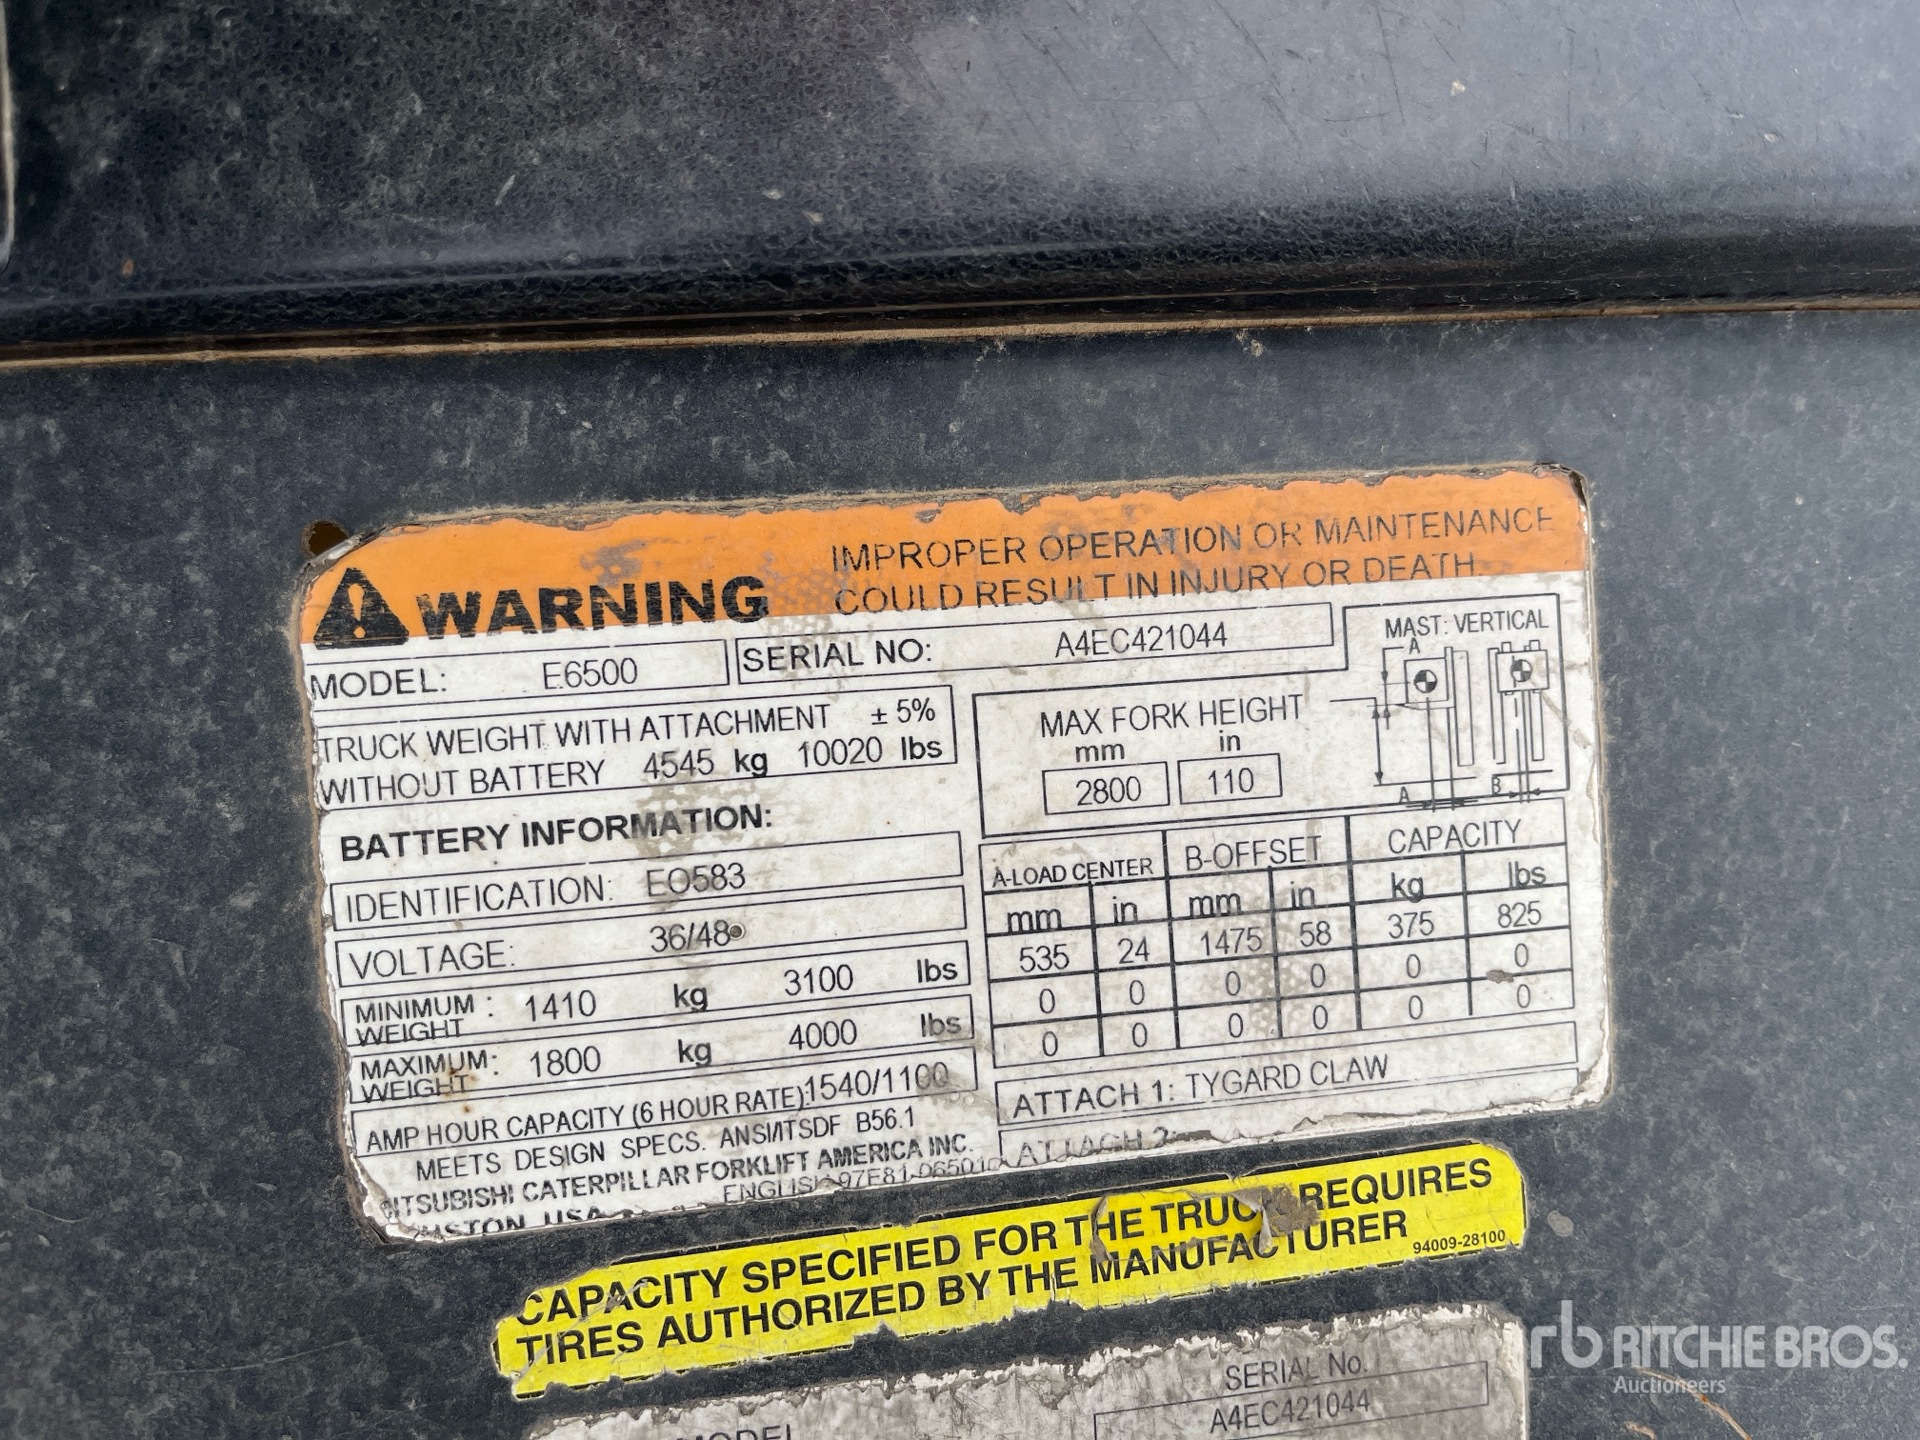 WARNING
IMPROPER OPERATION OR MAINTENANCE
COULD RESULT IN INJURY OR DEATH.
MODEL: E6500
SERIAL NO: A4EC421044
TRUCK WEIGHT WITH ATTACHMENT ± 5%
WITHOUT BATTERY 4545 kg 10020 lbs
BATTERY INFORMATION:
IDENTIFICATION: EO583
VOLTAGE: 36/48
MINIMUM WEIGHT : 1410 kg 3100 lbs
MAXIMUM WEIGHT : 1800 kg 4000 lbs
AMP HOUR CAPACITY (6 HOUR RATE): 1540/1100
MEETS DESIGN SPECS. ANSI/ITSDF B56.1
CATERPILLAR FORKLIFT AMERICA INC.
USA
MAST: VERTICAL
A
MAX FORK HEIGHT
mm in
2800 110
A B
A-LOAD CENTER B-OFFSET CAPACITY
mm in mm in kg lbs
535 24 1475 58 375 825
0 0 0 0 0 0
0 0 0 0 0 0
ATTACH 1: TYGARD CLAW
ATTACH 2:
CAPACITY SPECIFIED FOR THE TRUCK REQUIRES
TIRES AUTHORIZED BY THE MANUFACTURER 94009-28100
SERIAL No.
MODEL A4EC421044
rb RITCHIE BROS.
Auctioneers